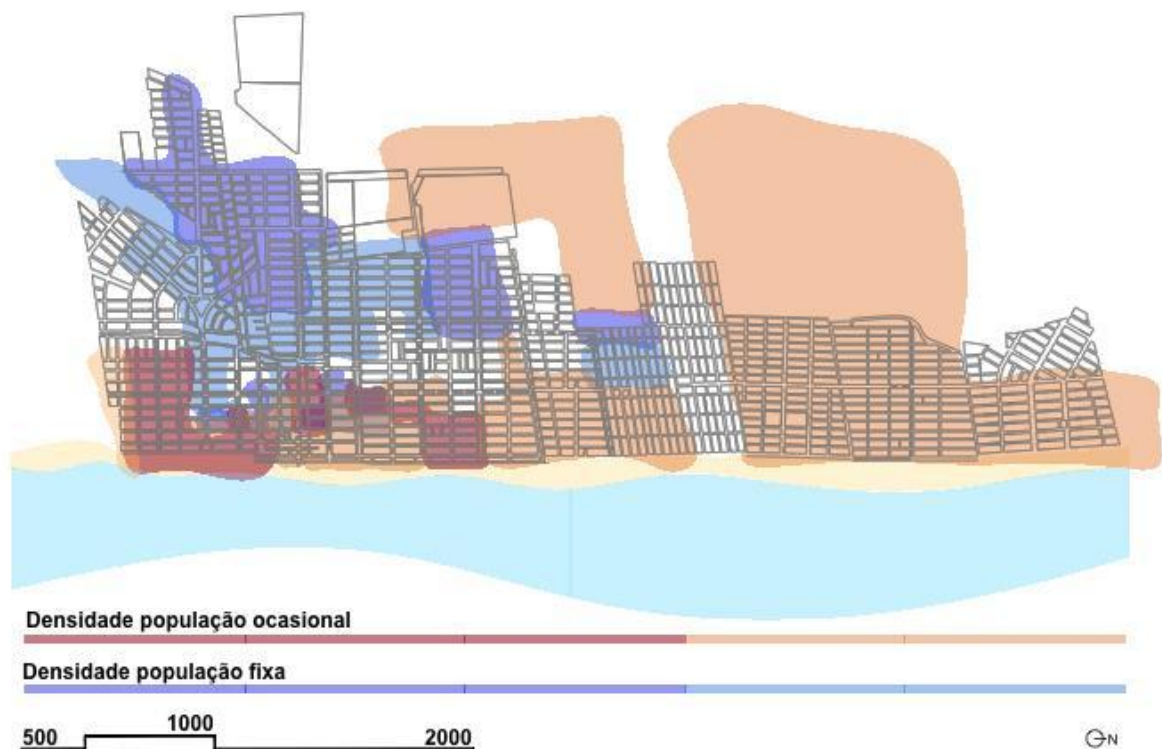 Densidade população ocasional
Densidade população fixa
1000
500 2000
N